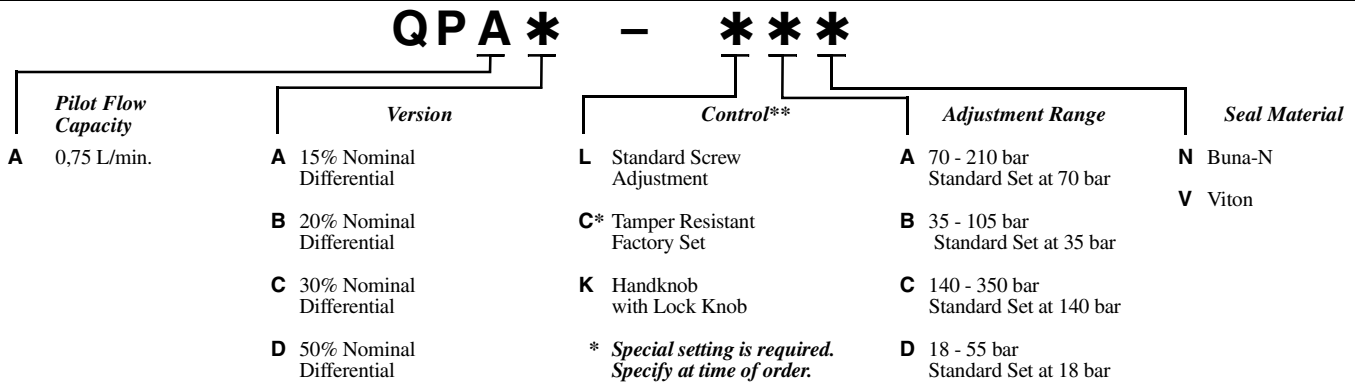 QPA✱ – ✱✱✱
Pilot Flow
Capacity
A 0,75 L/min.
Version
A 15% Nominal
Differential
B 20% Nominal
Differential
C 30% Nominal
Differential
D 50% Nominal
Differential
Control**
L Standard Screw
Adjustment
C* Tamper Resistant
Factory Set
K Handknob
with Lock Knob
* Special setting is required.
Specify at time of order.
Adjustment Range
A 70 - 210 bar
Standard Set at 70 bar
B 35 - 105 bar
Standard Set at 35 bar
C 140 - 350 bar
Standard Set at 140 bar
D 18 - 55 bar
Standard Set at 18 bar
Seal Material
N Buna-N
V Viton